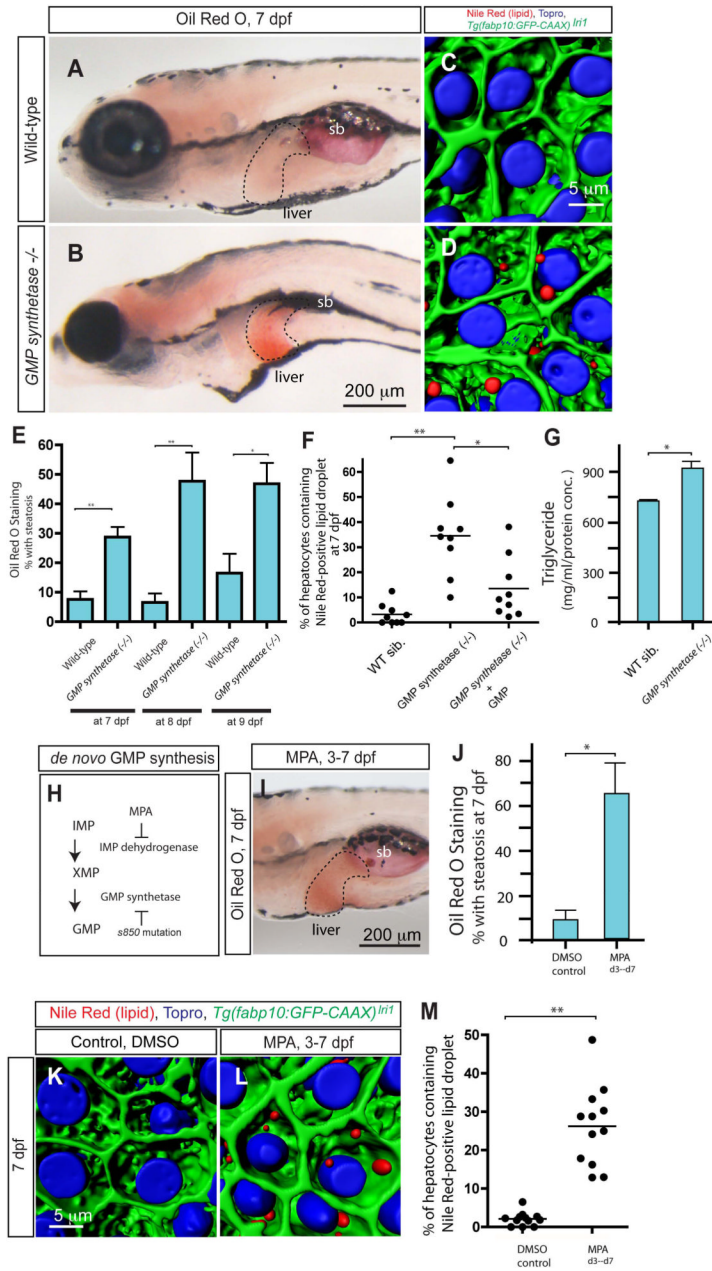 Oil Red O, 7 dpf
Nile Red (lipid), Topro,
Tg(fabp10:GFP-CAAX) lri1
Wild-type
A
sb
liver
C
5 μm
GMP synthetase -/-
B
sb
liver
200 μm
D
E
Oil Red O Staining
% with steatosis
60
50
40
30
20
10
0
**
**
*
Wild-type
GMP synthetase (-/-)
Wild-type
GMP synthetase (-/-)
Wild-type
GMP synthetase (-/-)
at 7 dpf
at 8 dpf
at 9 dpf
F
% of hepatocytes containing
Nile Red-positive lipid droplet
at 7 dpf
60
50
40
30
20
10
0
**
*
WT sib.
GMP synthetase (-/-)
GMP synthetase (-/-)
+
GMP
G
Triglyceride
(mg/ml/protein conc.)
900
600
300
0
*
WT sib.
GMP synthetase (-/-)
de novo GMP synthesis
H
MPA
IMP
IMP dehydrogenase
XMP
GMP synthetase
GMP
s850 mutation
MPA, 3-7 dpf
Oil Red O, 7 dpf
I
sb
liver
200 μm
J
Oil Red O Staining
% with steatosis at 7 dpf
80
60
40
20
10
0
*
DMSO
control
MPA
d3--d7
Nile Red (lipid), Topro, Tg(fabp10:GFP-CAAX)lri1
Control, DMSO
MPA, 3-7 dpf
7 dpf
K
5 μm
L
M
% of hepatocytes containing
Nile Red-positive lipid droplet
50
40
30
20
10
0
**
DMSO
control
MPA
d3--d7